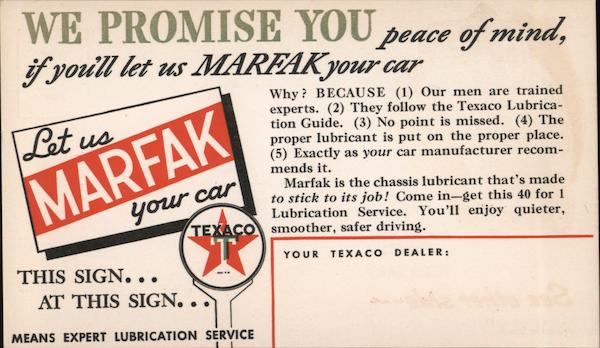 WE PROMISE YOU peace of mind,
if you'll let us MARFAK your car
Let us
MARFAK
your car
TEXACO
T
THIS SIGN...
AT THIS SIGN...
MEANS EXPERT LUBRICATION SERVICE
Why? BECAUSE (1) Our men are trained
experts. (2) They follow the Texaco Lubrica-
tion Guide. (3) No point is missed. (4) The
proper lubricant is put on the proper place.
(5) Exactly as your car manufacturer recom-
mends it.
Marfak is the chassis lubricant that's made
to stick to its job! Come in—get this 40 for 1
Lubrication Service. You'll enjoy quieter,
smoother, safer driving.
YOUR TEXACO DEALER: